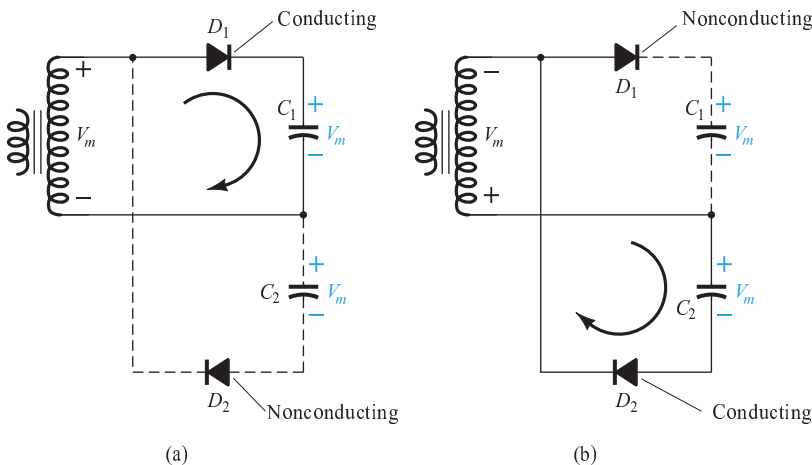 Conducting
D1
+
Vm
−
C1
+
Vm
−
C2
+
Vm
−
D2
Nonconducting
(a)
Nonconducting
D1
−
Vm
+
C1
+
Vm
−
C2
+
Vm
−
D2
Conducting
(b)